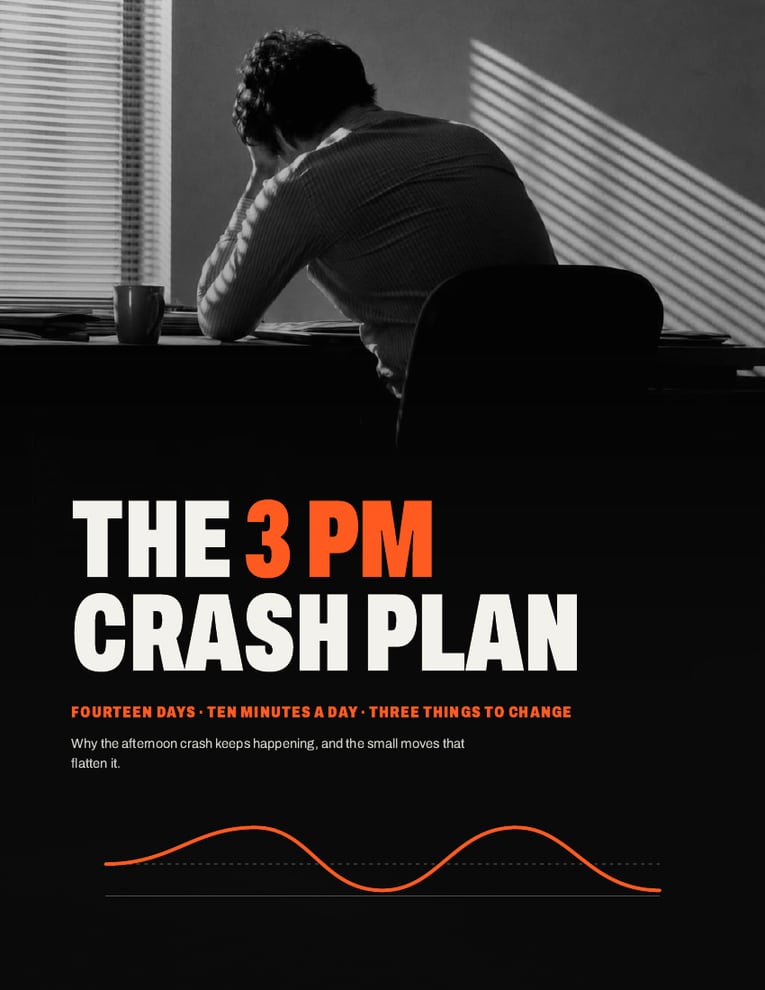 THE 3 PM
CRASH PLAN
FOURTEEN DAYS · TEN MINUTES A DAY · THREE THINGS TO CHANGE
Why the afternoon crash keeps happening, and the small moves that
flatten it.